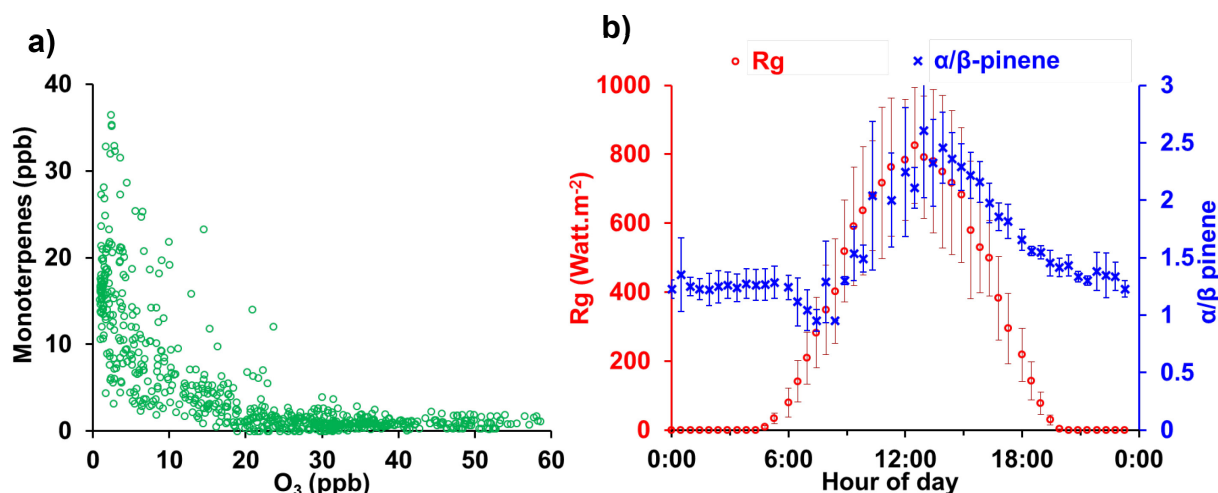 a)
Monoterpenes (ppb)
40
30
20
10
0
0 10 20 30 40 50 60
O₃ (ppb)
b)
Rg
α/β-pinene
Rg (Watt.m⁻²)
1000
800
600
400
200
0
3
2.5
2
1.5
1
0.5
0
α/β pinene
0:00 6:00 12:00 18:00 0:00
Hour of day